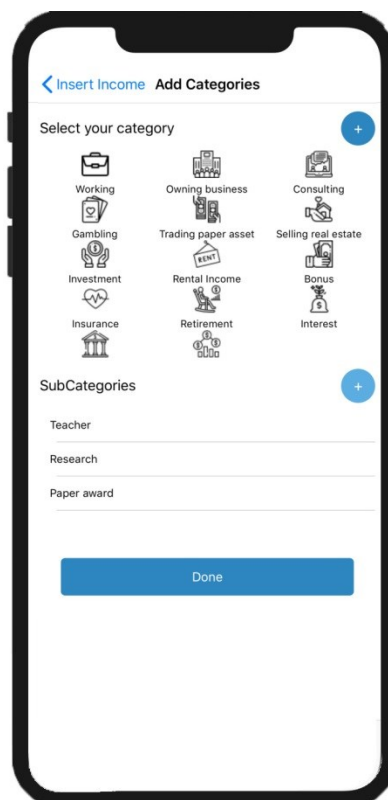 Insert Income Add Categories
Select your category
+
Working Owning business Consulting
Gambling Trading paper asset Selling real estate
RENT
Investment Rental Income Bonus
Insurance Retirement Interest
SubCategories
+
Teacher
Research
Paper award
Done